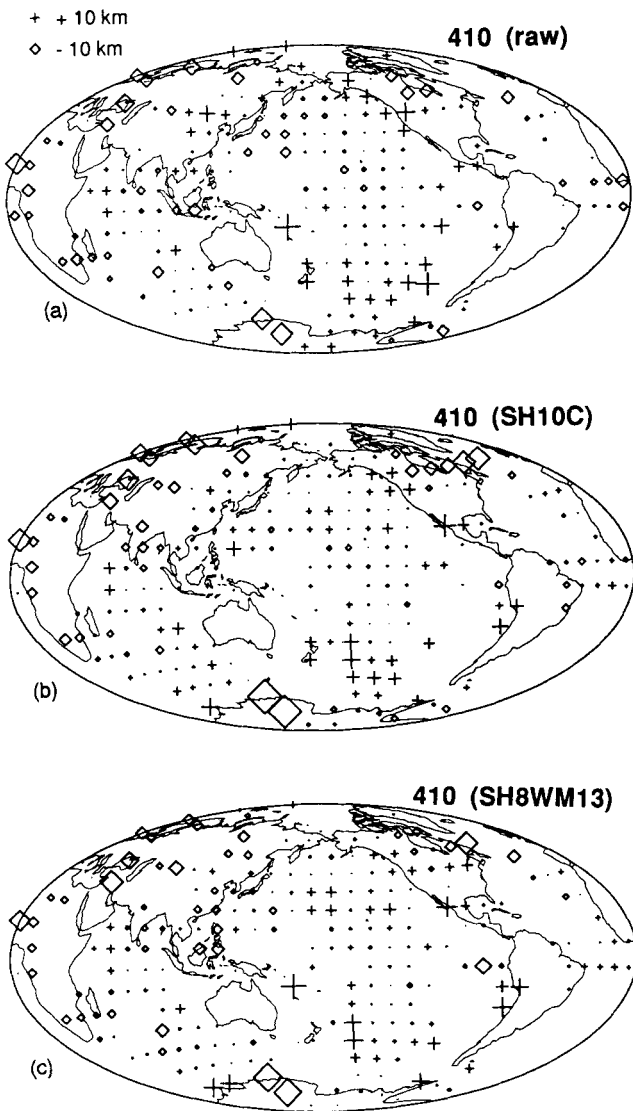 + + 10 km
◇ - 10 km
410 (raw)
(a)
410 (SH10C)
(b)
410 (SH8WM13)
(c)